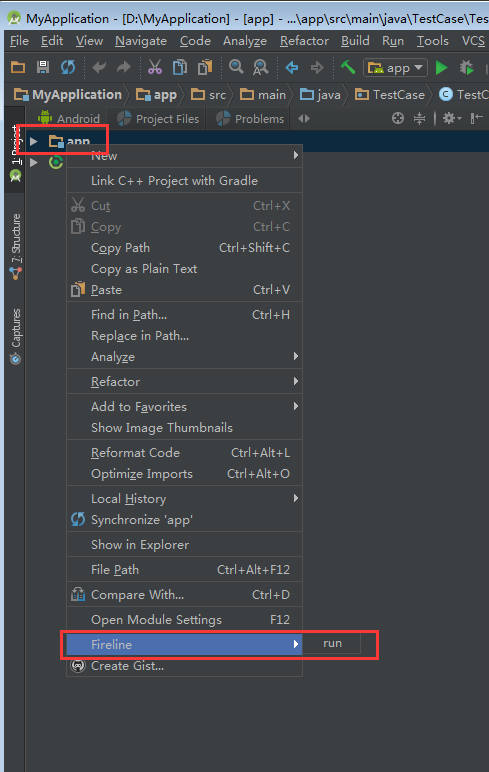 MyApplication - [D:\MyApplication] - [app] - ...\app\src\main\java\TestCase\Tes
File Edit View Navigate Code Analyze Refactor Build Run Tools VCS
app
MyApplication app src main java TestCase TestC
Android Project Files Problems
1: Project
app
7: Structure
Captures
New
Link C++ Project with Gradle
Cut Ctrl+X
Copy Ctrl+C
Copy Path Ctrl+Shift+C
Copy as Plain Text
Paste Ctrl+V
Find in Path... Ctrl+H
Replace in Path...
Analyze
Refactor
Add to Favorites
Show Image Thumbnails
Reformat Code Ctrl+Alt+L
Optimize Imports Ctrl+Alt+O
Local History
Synchronize 'app'
Show in Explorer
File Path Ctrl+Alt+F12
Compare With... Ctrl+D
Open Module Settings F12
Fireline run
Create Gist...